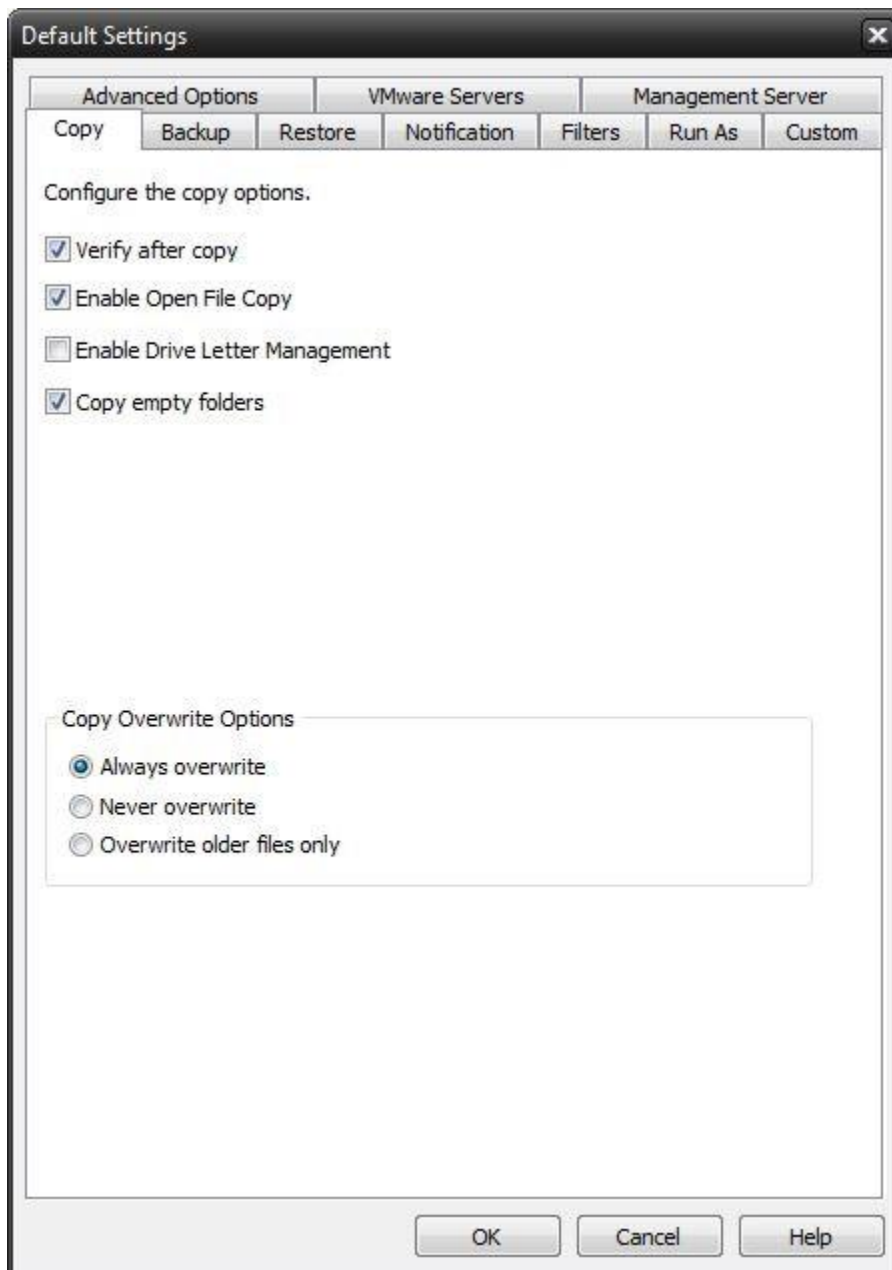 Default Settings
Advanced Options VMware Servers Management Server
Copy Backup Restore Notification Filters Run As Custom
Configure the copy options.
Verify after copy
Enable Open File Copy
Enable Drive Letter Management
Copy empty folders
Copy Overwrite Options
Always overwrite
Never overwrite
Overwrite older files only
OK Cancel Help